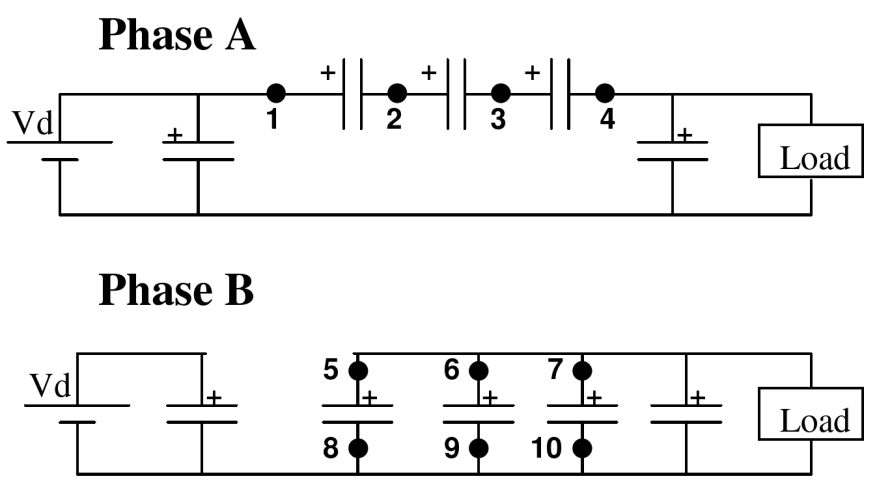 Phase A
+ + +
1 2 3 4
Vd
+ +
Load
Phase B
5 6 7
Vd
+ + + + +
Load
8 9 10